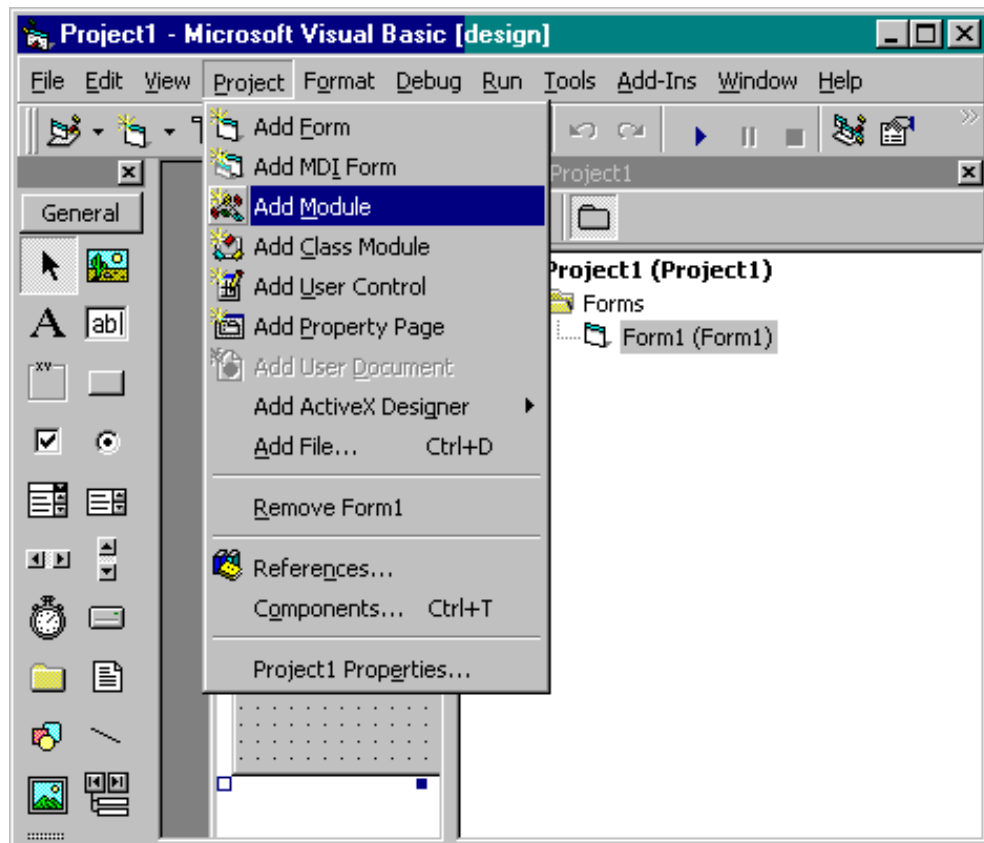 Project1 - Microsoft Visual Basic [design]
File Edit View Project Format Debug Run Tools Add-Ins Window Help
Add Form
Add MDI Form
Project1
Add Module
General
Add Class Module
Project1 (Project1)
Add User Control
Forms
A ab
Add Property Page
Form1 (Form1)
xv
Add User Document
Add ActiveX Designer
Add File... Ctrl+D
Remove Form1
References...
Components... Ctrl+T
Project1 Properties...